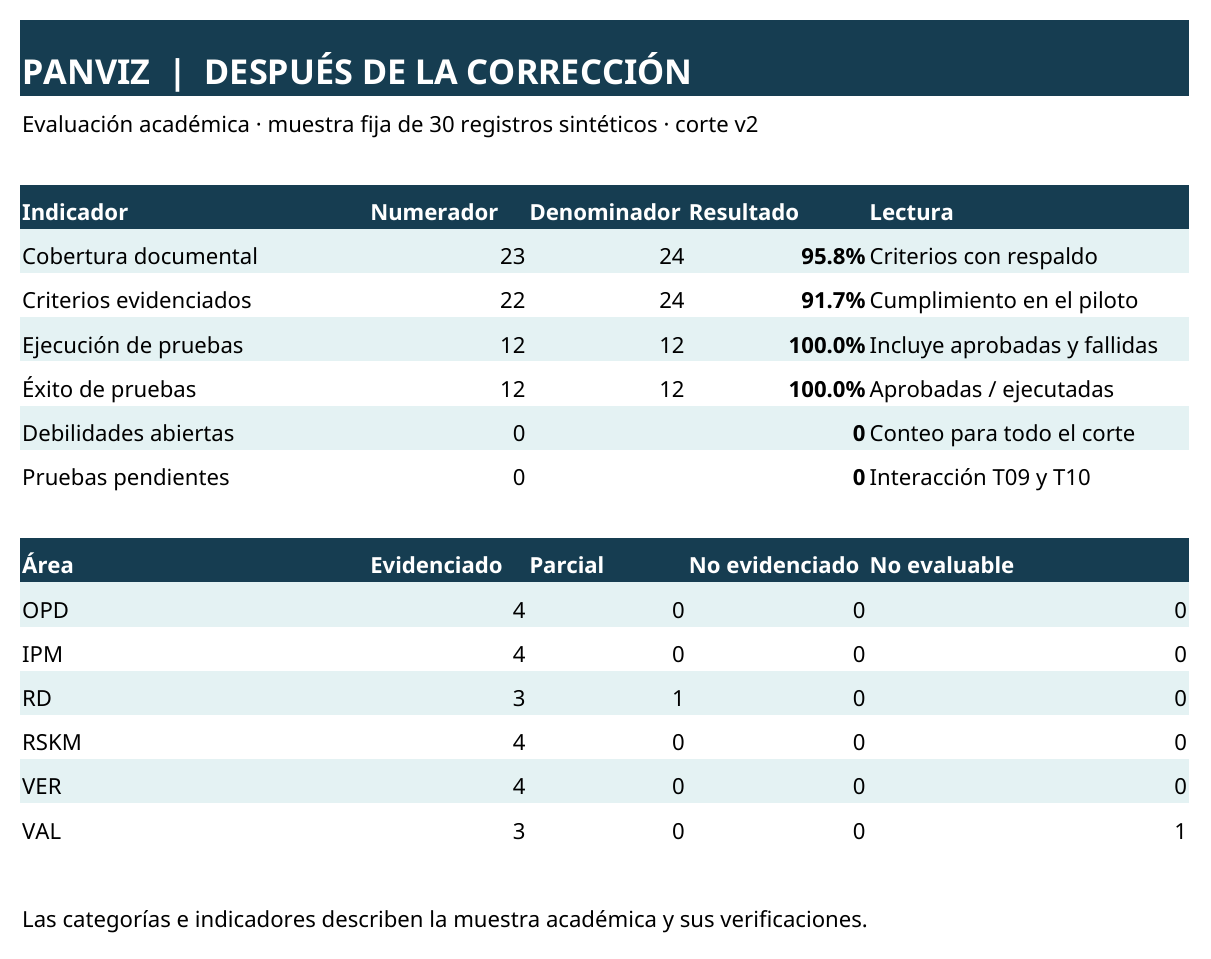 PANVIZ | DESPUÉS DE LA CORRECCIÓN
Evaluación académica · muestra fija de 30 registros sintéticos · corte v2
Indicador Numerador Denominador Resultado Lectura
Cobertura documental 23 24 95.8% Criterios con respaldo
Criterios evidenciados 22 24 91.7% Cumplimiento en el piloto
Ejecución de pruebas 12 12 100.0% Incluye aprobadas y fallidas
Éxito de pruebas 12 12 100.0% Aprobadas / ejecutadas
Debilidades abiertas 0 0 Conteo para todo el corte
Pruebas pendientes 0 0 Interacción T09 y T10
Área Evidenciado Parcial No evidenciado No evaluable
OPD 4 0 0 0
IPM 4 0 0 0
RD 3 1 0 0
RSKM 4 0 0 0
VER 4 0 0 0
VAL 3 0 0 1
Las categorías e indicadores describen la muestra académica y sus verificaciones.